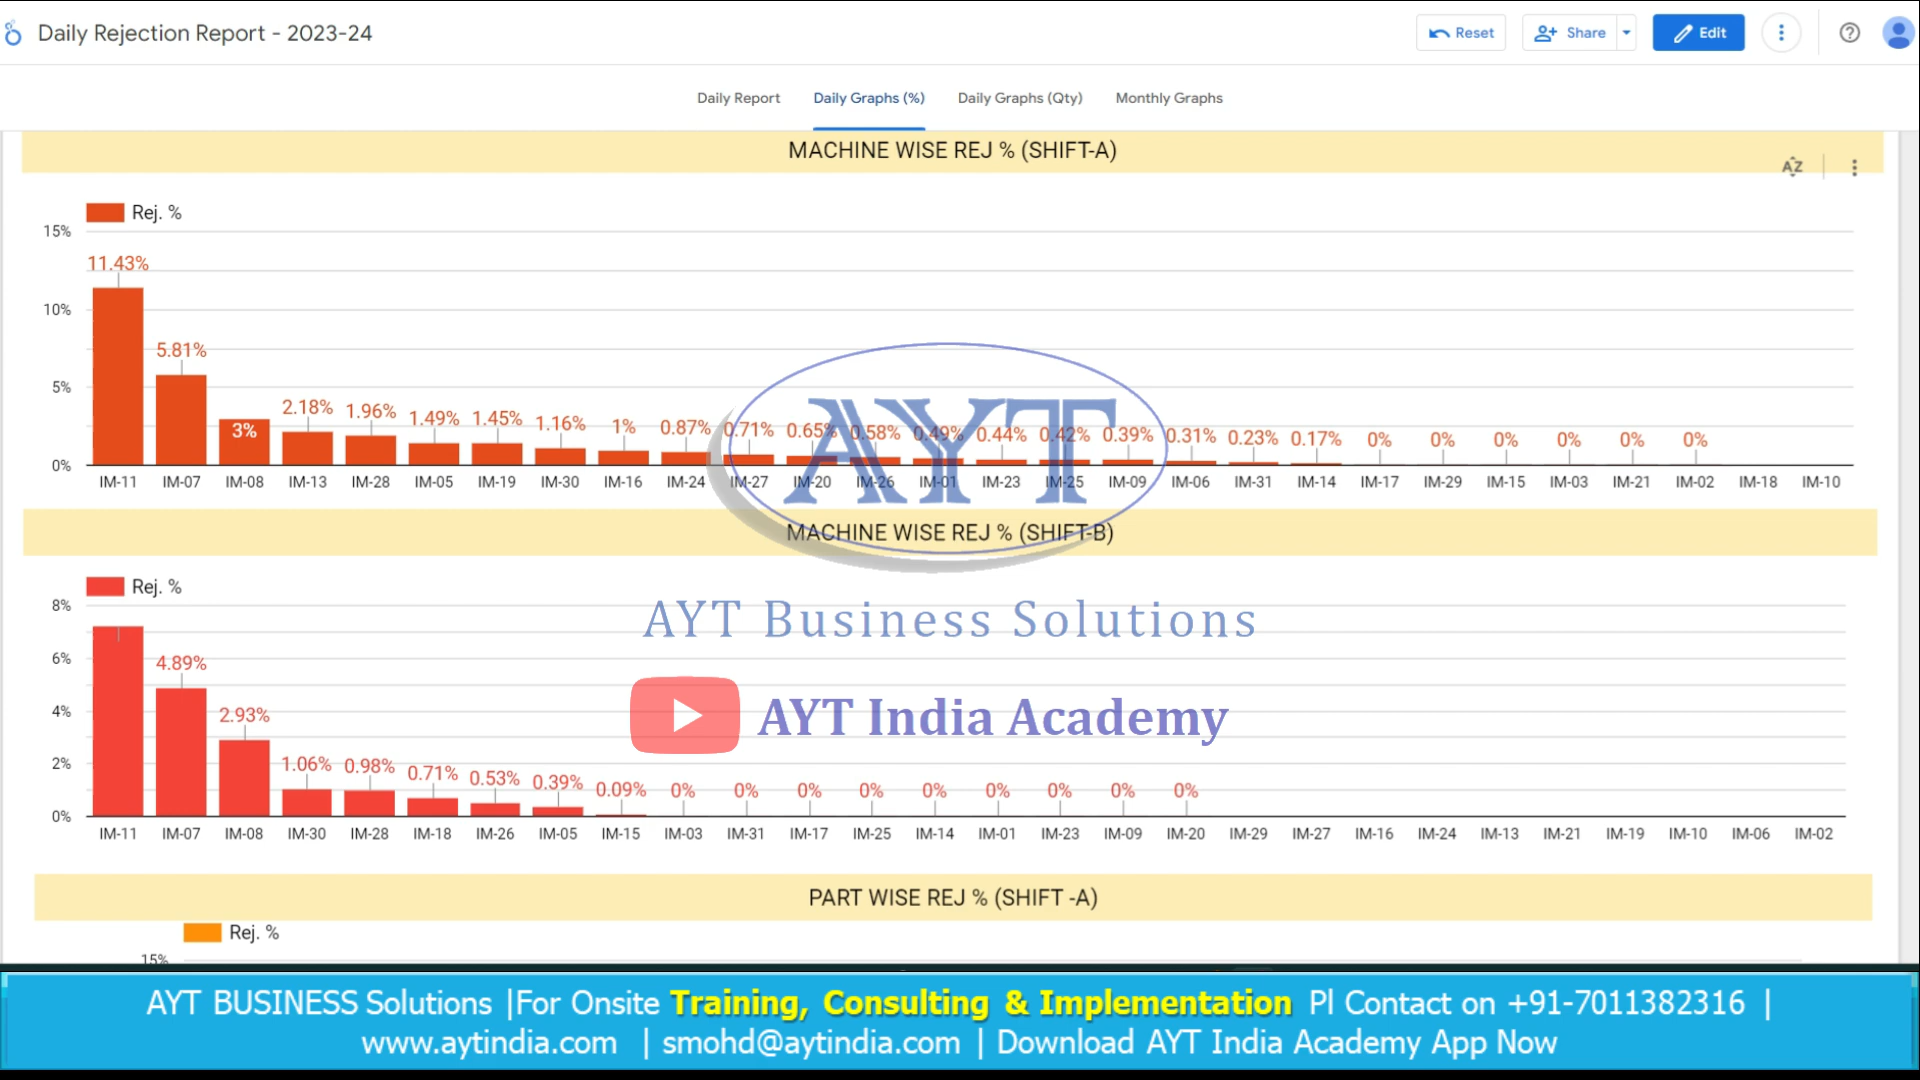 Daily Rejection Report - 2023-24
Reset
Share
Edit
Daily Report
Daily Graphs (%)
Daily Graphs (Qty)
Monthly Graphs
MACHINE WISE REJ % (SHIFT-A)
AZ
Rej. %
15%
10%
5%
0%
11.43% 5.81% 3% 2.18% 1.96% 1.49% 1.45% 1.16% 1% 0.87% 0.71% 0.65% 0.58% 0.49% 0.44% 0.42% 0.39% 0.31% 0.23% 0.17% 0% 0% 0% 0% 0% 0%
IM-11 IM-07 IM-08 IM-13 IM-28 IM-05 IM-19 IM-30 IM-16 IM-24 IM-27 IM-20 IM-26 IM-01 IM-23 IM-25 IM-09 IM-06 IM-31 IM-14 IM-17 IM-29 IM-15 IM-03 IM-21 IM-02 IM-18 IM-10
AYT
MACHINE WISE REJ % (SHIFT-B)
Rej. %
8%
6%
4%
2%
0%
4.89% 2.93% 1.06% 0.98% 0.71% 0.53% 0.39% 0.09% 0% 0% 0% 0% 0% 0% 0% 0% 0%
IM-11 IM-07 IM-08 IM-30 IM-28 IM-18 IM-26 IM-05 IM-15 IM-03 IM-31 IM-17 IM-25 IM-14 IM-01 IM-23 IM-09 IM-20 IM-29 IM-27 IM-16 IM-24 IM-13 IM-21 IM-19 IM-10 IM-06 IM-02
AYT Business Solutions
AYT India Academy
PART WISE REJ % (SHIFT -A)
Rej. %
15%
AYT BUSINESS Solutions |For Onsite Training, Consulting & Implementation Pl Contact on +91-7011382316 |
www.aytindia.com | smohd@aytindia.com | Download AYT India Academy App Now